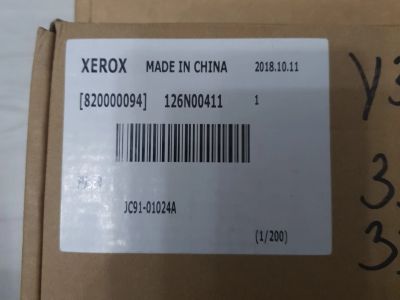 XEROX MADE IN CHINA 2018.10.11
[820000094] 126N00411 1
JC91-01024A
(1/200)